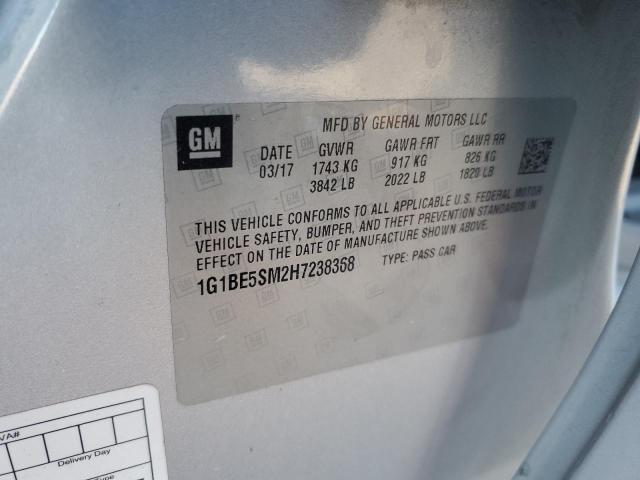 GM
MFD BY GENERAL MOTORS LLC
DATE GVWR GAWR FRT GAWR RR
03/17 1743 KG 917 KG 826 KG
3842 LB 2022 LB 1820 LB
THIS VEHICLE CONFORMS TO ALL APPLICABLE U.S. FEDERAL MOTOR
VEHICLE SAFETY, BUMPER, AND THEFT PREVENTION STANDARDS IN
EFFECT ON THE DATE OF MANUFACTURE SHOWN ABOVE.
1G1BE5SM2H7238368 TYPE: PASS CAR
VA#
Delivery Day
Type